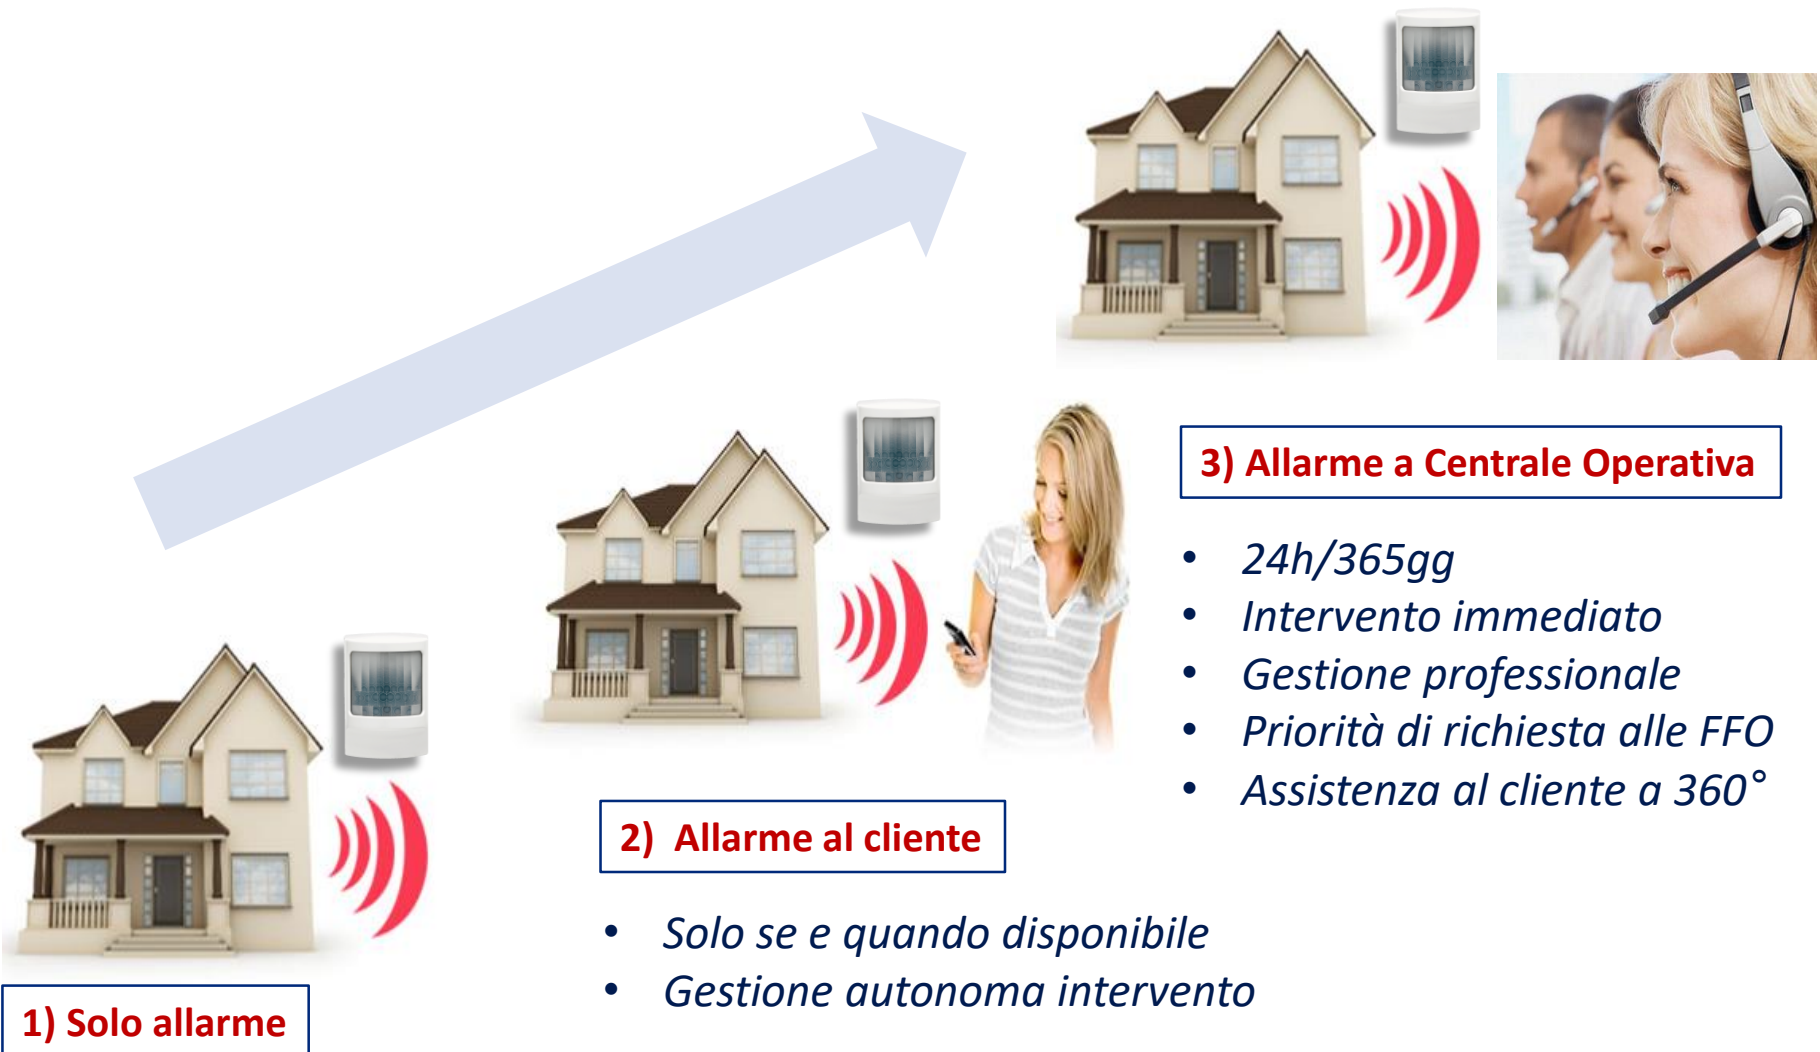 3) Allarme a Centrale Operativa
• 24h/365gg
• Intervento immediato
• Gestione professionale
• Priorità di richiesta alle FFO
• Assistenza al cliente a 360°
2) Allarme al cliente
• Solo se e quando disponibile
• Gestione autonoma intervento
1) Solo allarme